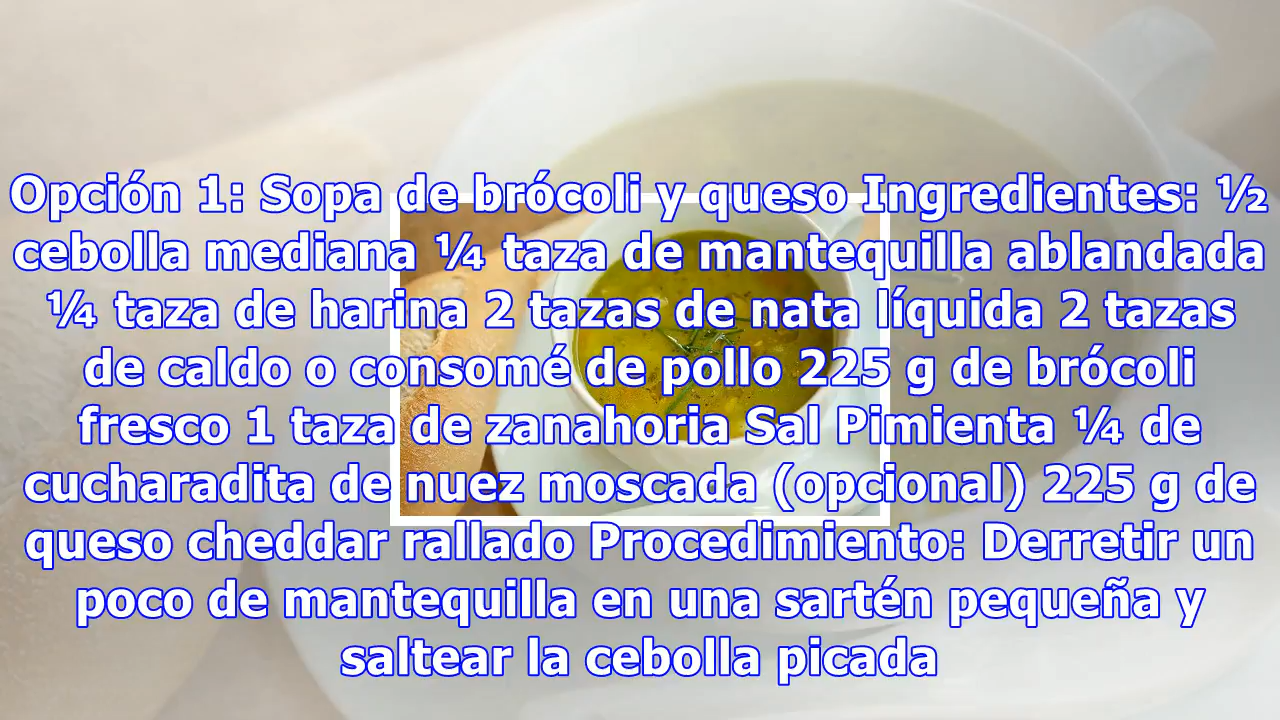 Opción 1: Sopa de brócoli y queso Ingredientes: ½
cebolla mediana ¼ taza de mantequilla ablandada
¼ taza de harina 2 tazas de nata líquida 2 tazas
de caldo o consomé de pollo 225 g de brócoli
fresco 1 taza de zanahoria Sal Pimienta ¼ de
cucharadita de nuez moscada (opcional) 225 g de
queso cheddar rallado Procedimiento: Derretir un
poco de mantequilla en una sartén pequeña y
saltear la cebolla picada